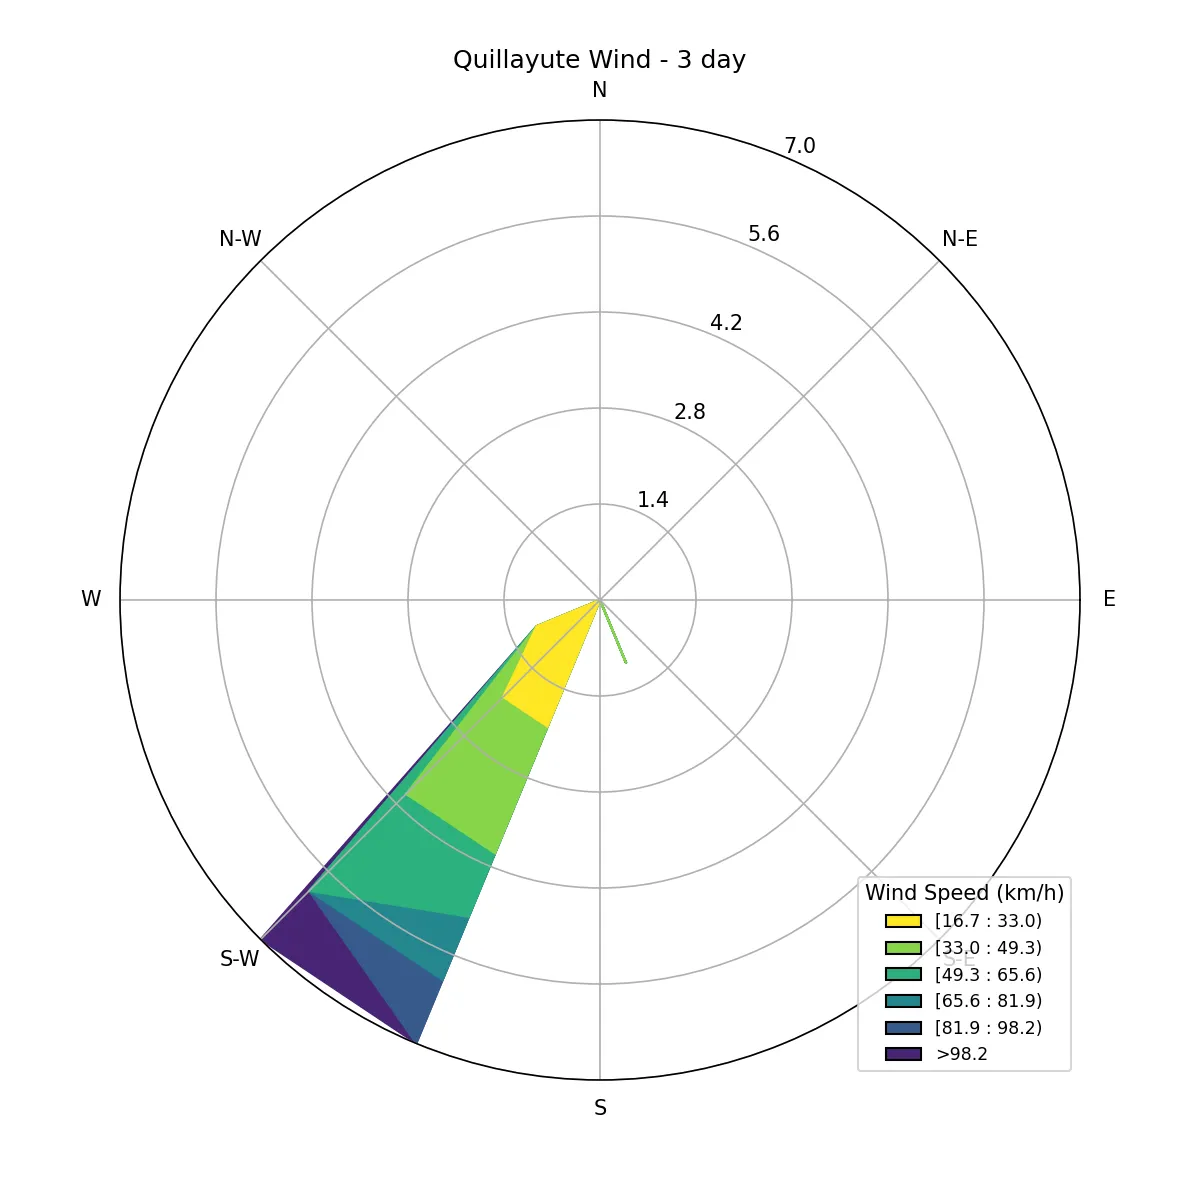 Quillayute Wind - 3 day
N
7.0
N-W
5.6
N-E
4.2
2.8
1.4
W
E
S-W
S-E
Wind Speed (km/h)
[16.7 : 33.0)
[33.0 : 49.3)
[49.3 : 65.6)
[65.6 : 81.9)
[81.9 : 98.2)
>98.2
S